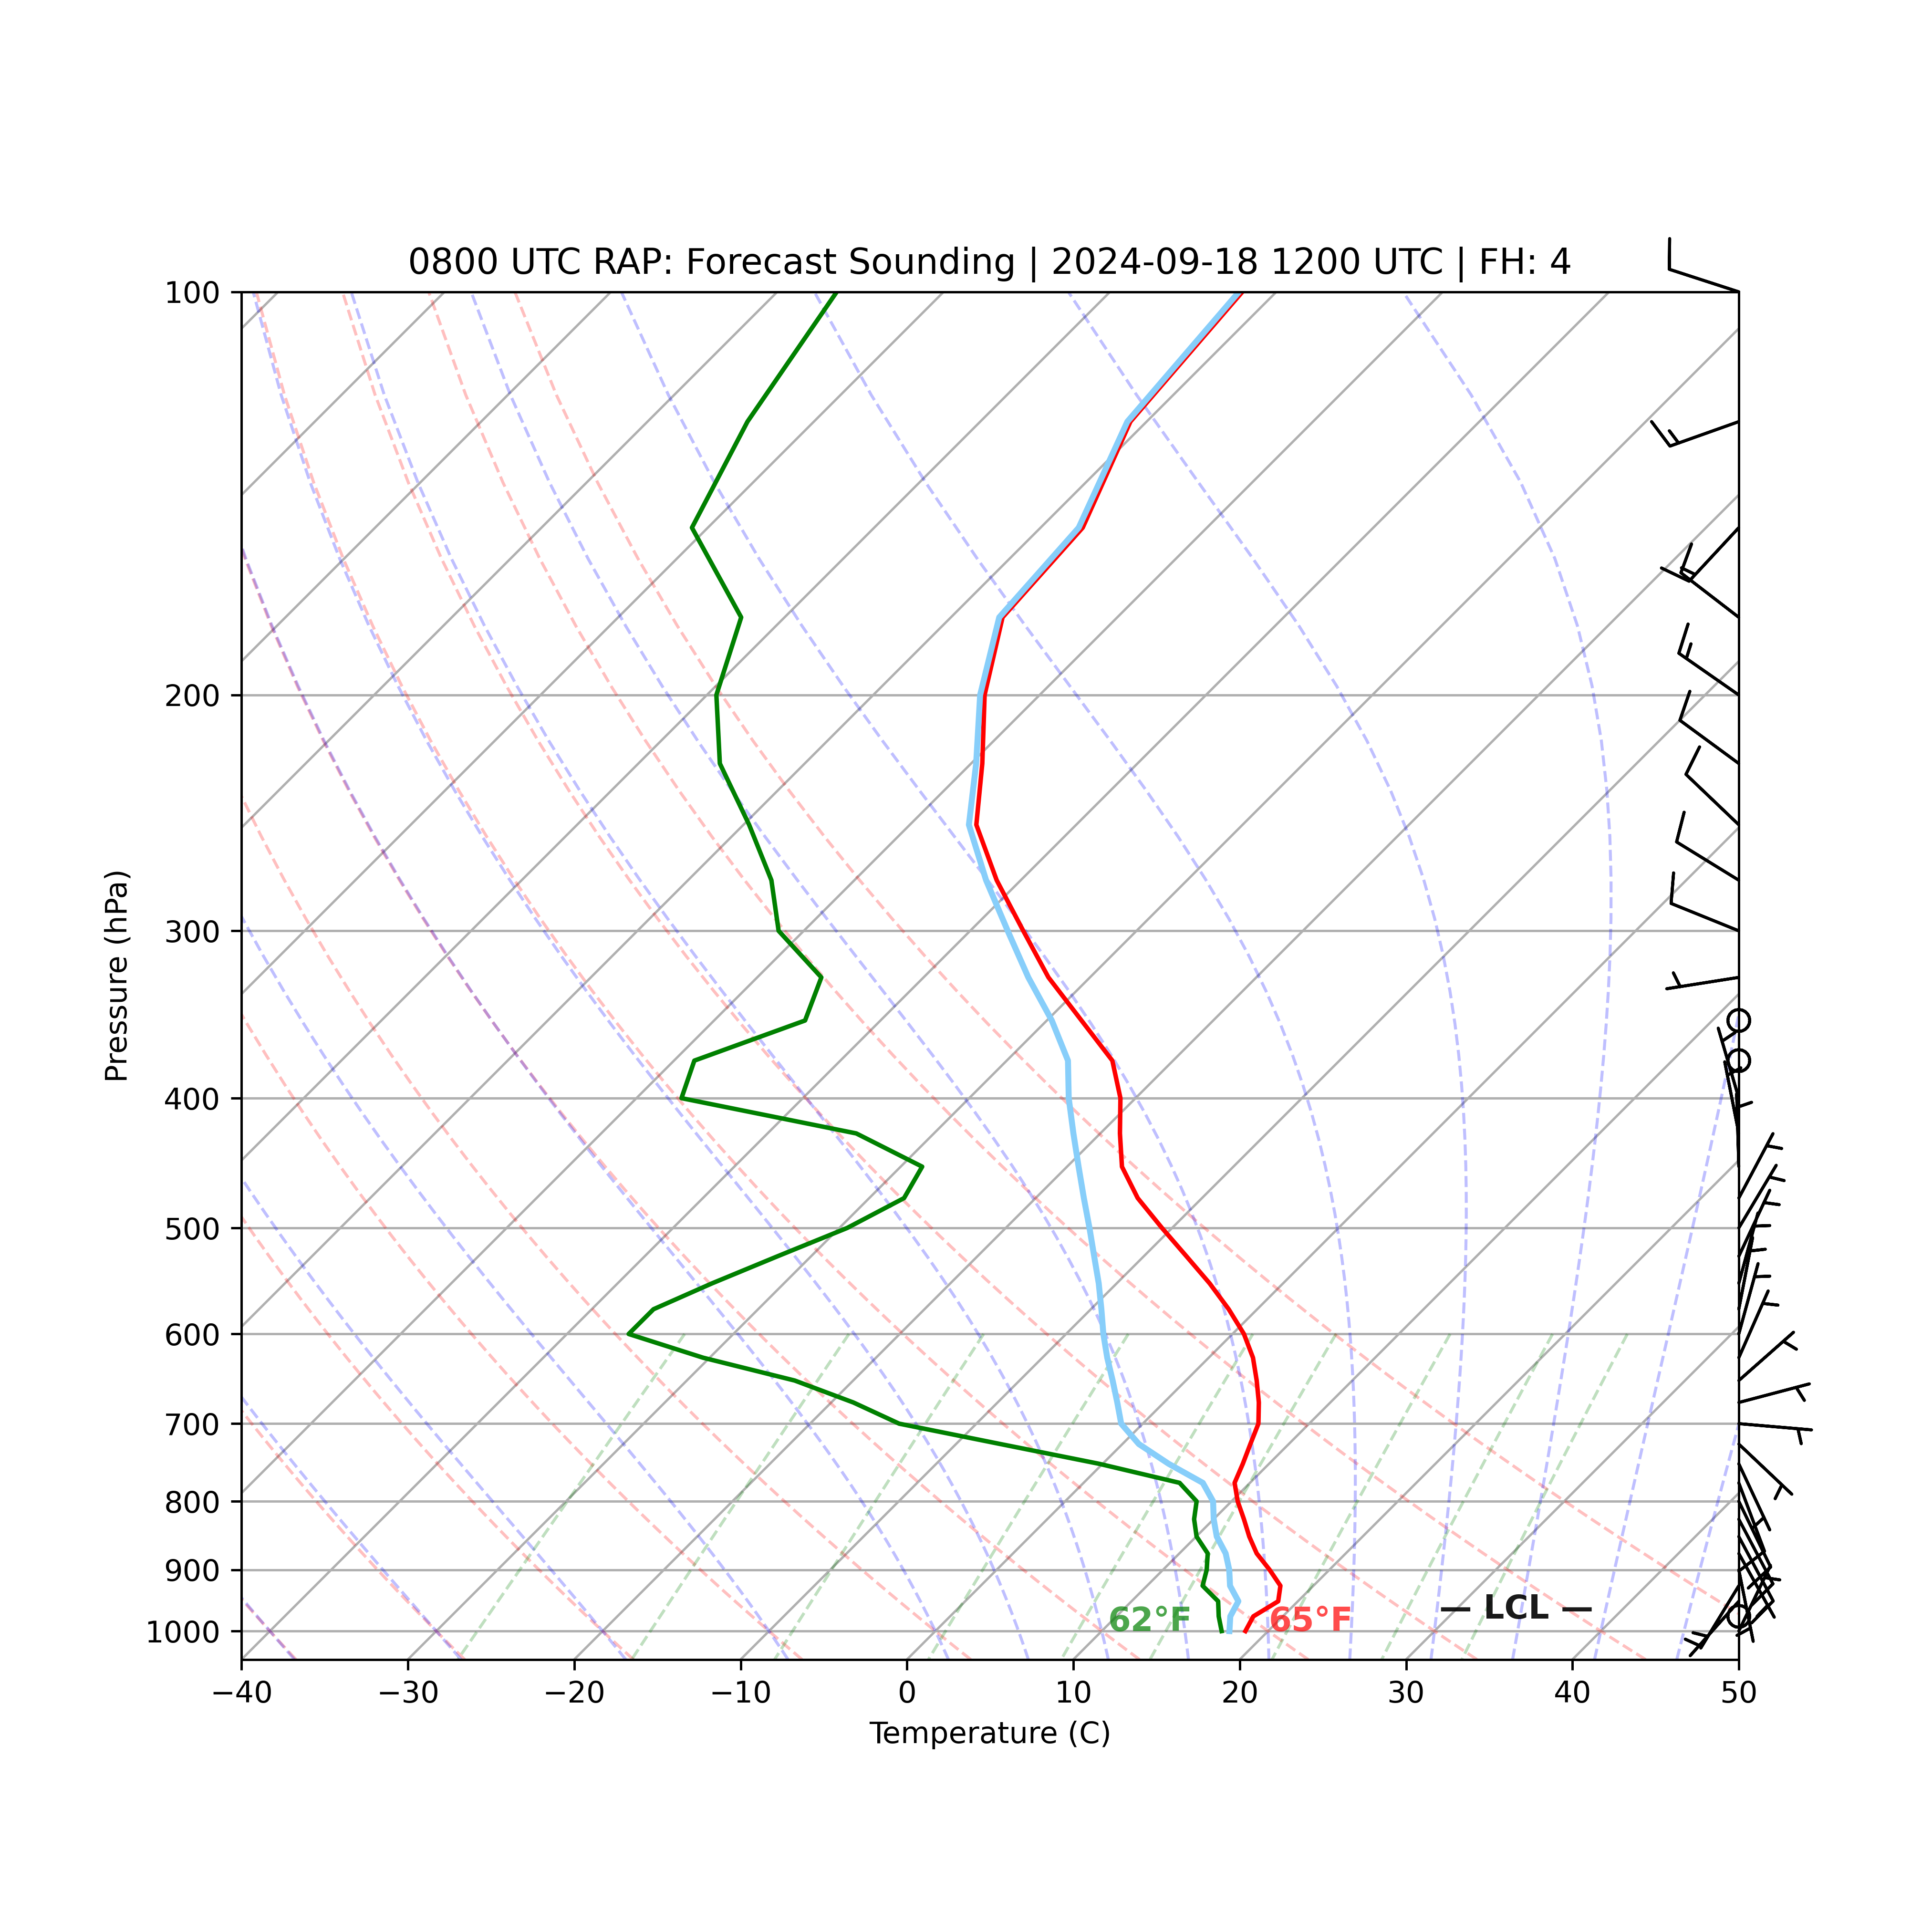 0800 UTC RAP: Forecast Sounding | 2024-09-18 1200 UTC | FH: 4
100
200
300
400
500
600
700
800
900
1000
Pressure (hPa)
62°F
65°F
— LCL —
−40 −30 −20 −10 0 10 20 30 40 50
Temperature (C)